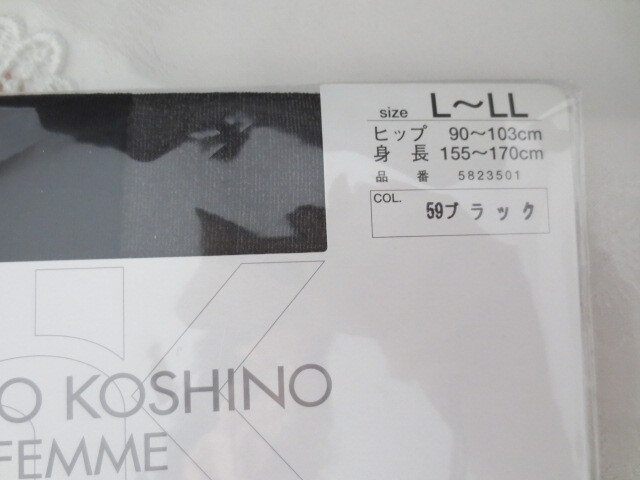 size L～LL
ヒップ 90～103cm
身長 155～170cm
品番 5823501
COL. 59ブラック
O KOSHINO
FEMME